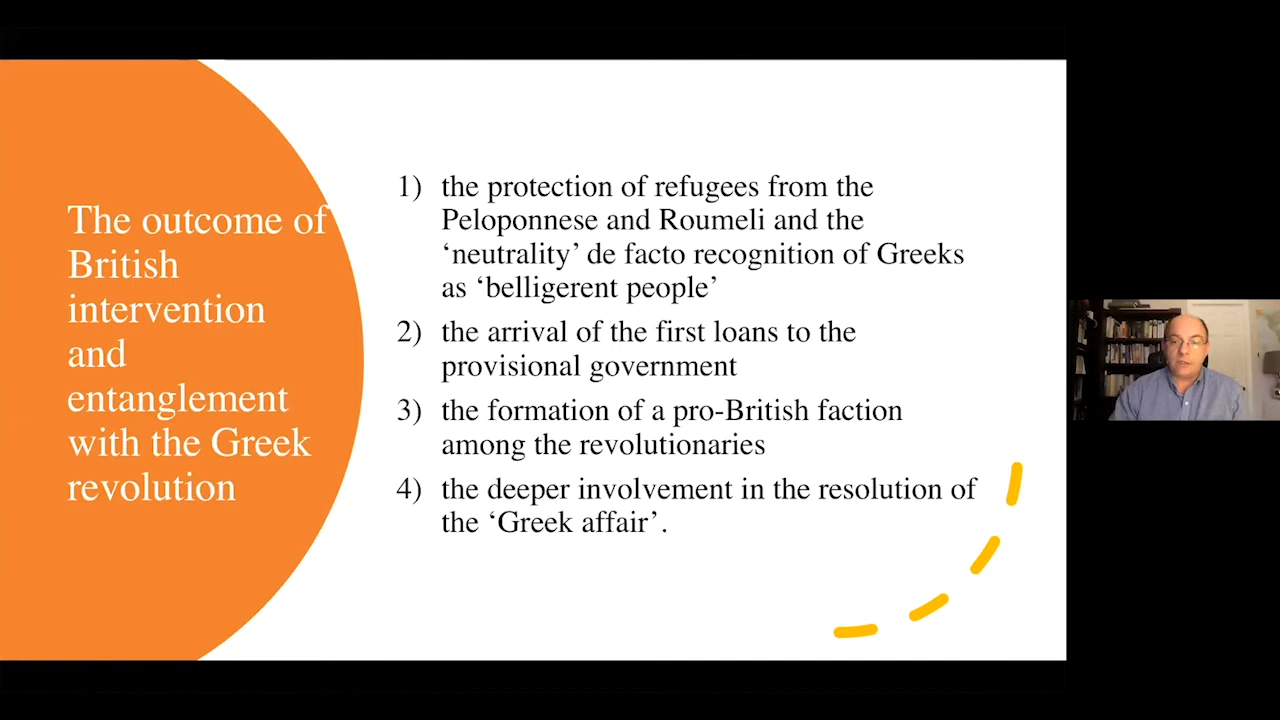 The outcome of
British
intervention
and
entanglement
with the Greek
revolution
1) the protection of refugees from the
Peloponnese and Roumeli and the
‘neutrality’ de facto recognition of Greeks
as ‘belligerent people’
2) the arrival of the first loans to the
provisional government
3) the formation of a pro-British faction
among the revolutionaries
4) the deeper involvement in the resolution of
the ‘Greek affair’.